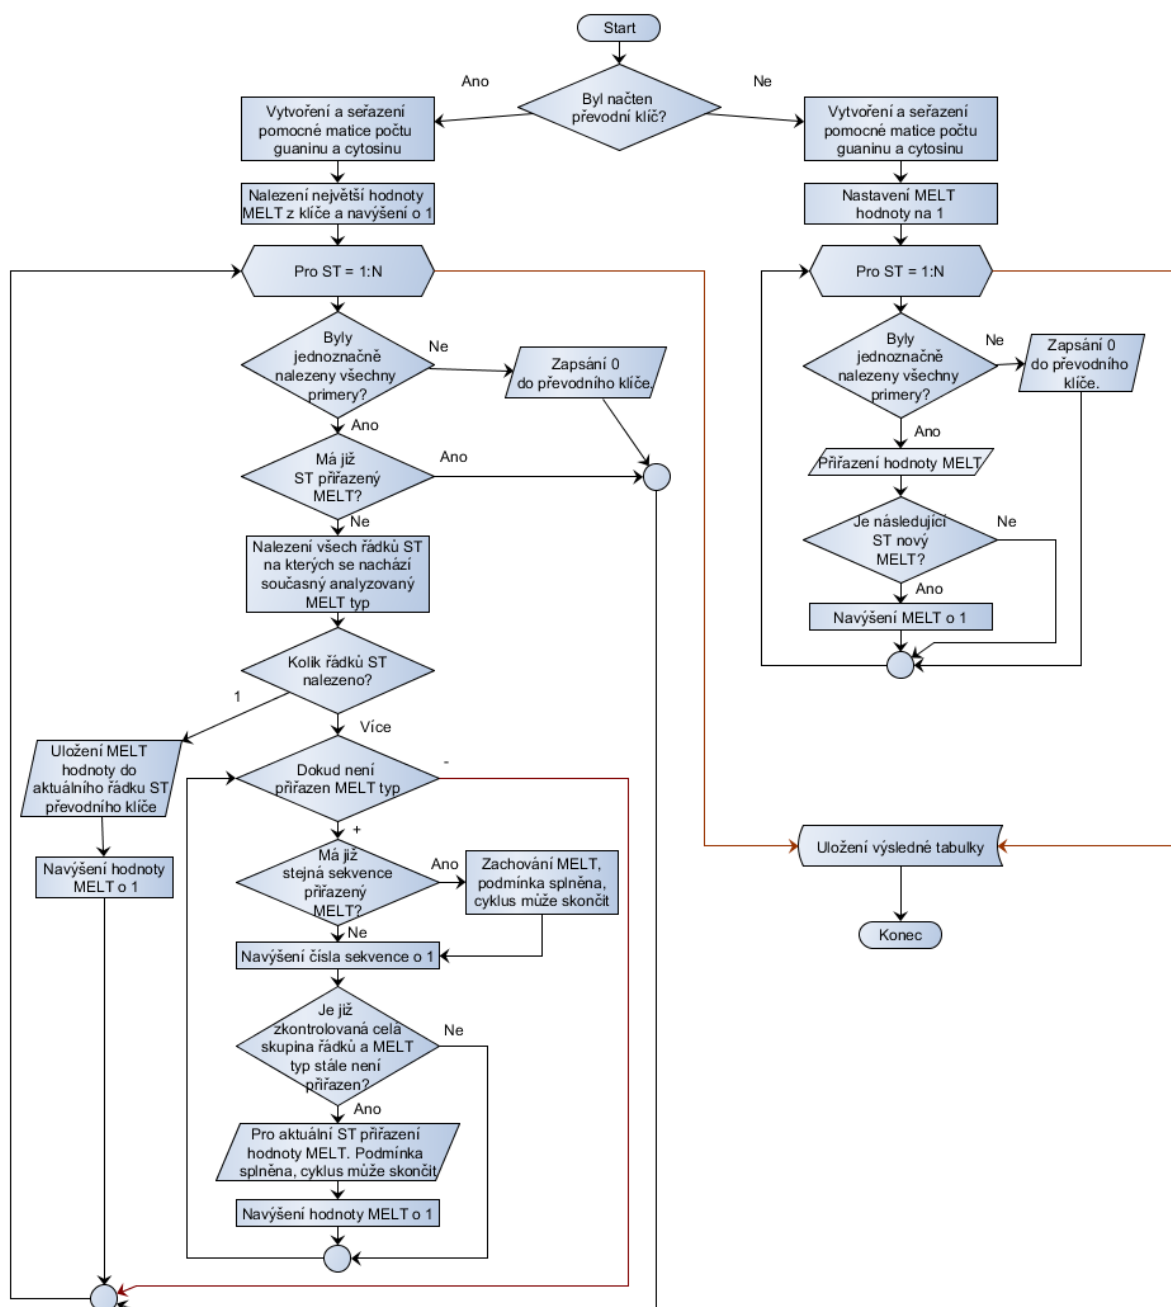 Start
Byl načten
převodní klíč?
Ano
Ne
Vytvoření a seřazení
pomocné matice počtu
guaninu a cytosinu
Nalezení největší hodnoty
MELT z klíče a navýšení o 1
Pro ST = 1:N
Byly
jednoznačně
nalezeny všechny
primery?
Ne
Zapsání 0
do převodního klíče.
Ano
Má již
ST přiřazený
MELT?
Ano
Ne
Nalezení všech řádků ST
na kterých se nachází
současný analyzovaný
MELT typ
Kolik řádků ST
nalezeno?
1
Více
Uložení MELT
hodnoty do
aktuálního řádku ST
převodního klíče
Navýšení hodnoty
MELT o 1
Dokud není
přiřazen MELT typ
-
+
Má již
stejná sekvence
přiřazený
MELT?
Ano
Zachování MELT,
podmínka splněna,
cyklus může skončit
Ne
Navýšení čísla sekvence o 1
Je již
zkontrolovaná celá
skupina řádků a MELT
typ stále není
přiřazen?
Ne
Ano
Pro aktuální ST přiřazení
hodnoty MELT. Podmínka
splněna, cyklus může skončit
Navýšení hodnoty MELT o 1
Vytvoření a seřazení
pomocné matice počtu
guaninu a cytosinu
Nastavení MELT
hodnoty na 1
Pro ST = 1:N
Byly
jednoznačně
nalezeny všechny
primery?
Ne
Zapsání 0
do převodního
klíče.
Ano
Přiřazení hodnoty MELT
Je následující
ST nový
MELT?
Ne
Ano
Navýšení MELT o 1
Uložení výsledné tabulky
Konec